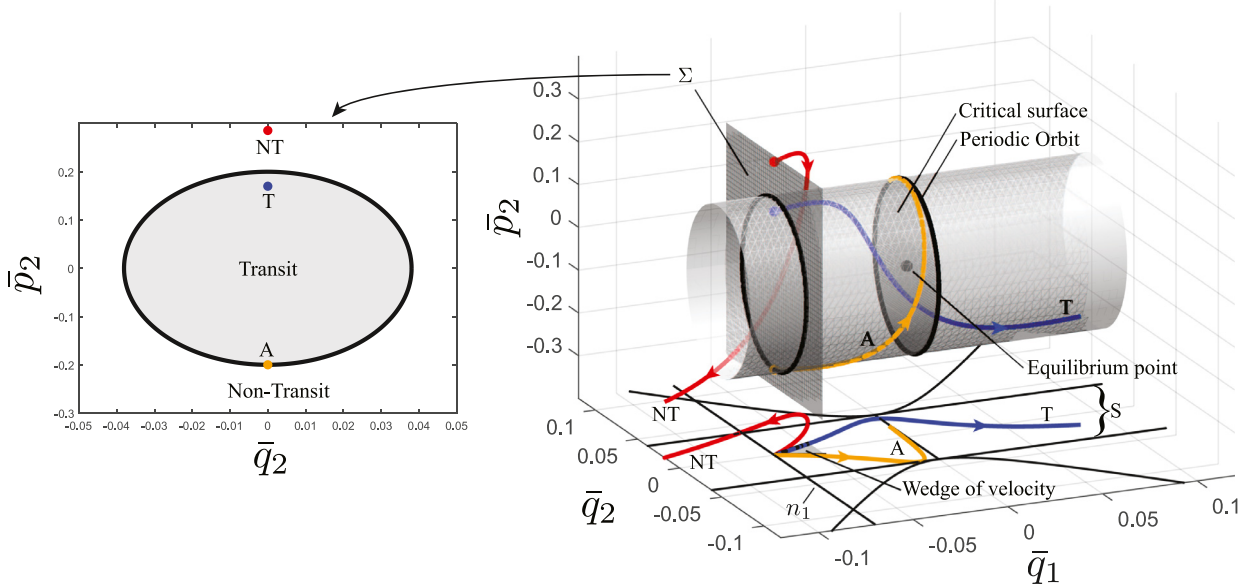 0.2
0.1
0
-0.1
-0.2
-0.3
-0.05
-0.04
-0.03
-0.02
-0.01
0
0.01
0.02
0.03
0.04
0.05
p̄2
q̄2
NT
T
Transit
A
Non-Transit
Σ
Critical surface
Periodic Orbit
0.3
0.2
0.1
0
-0.1
-0.2
-0.3
p̄2
A
T
Equilibrium point
NT
NT
T
S
A
Wedge of velocity
n1
0.1
0.05
0
-0.05
-0.1
q̄2
-0.1
-0.05
0
0.05
0.1
q̄1